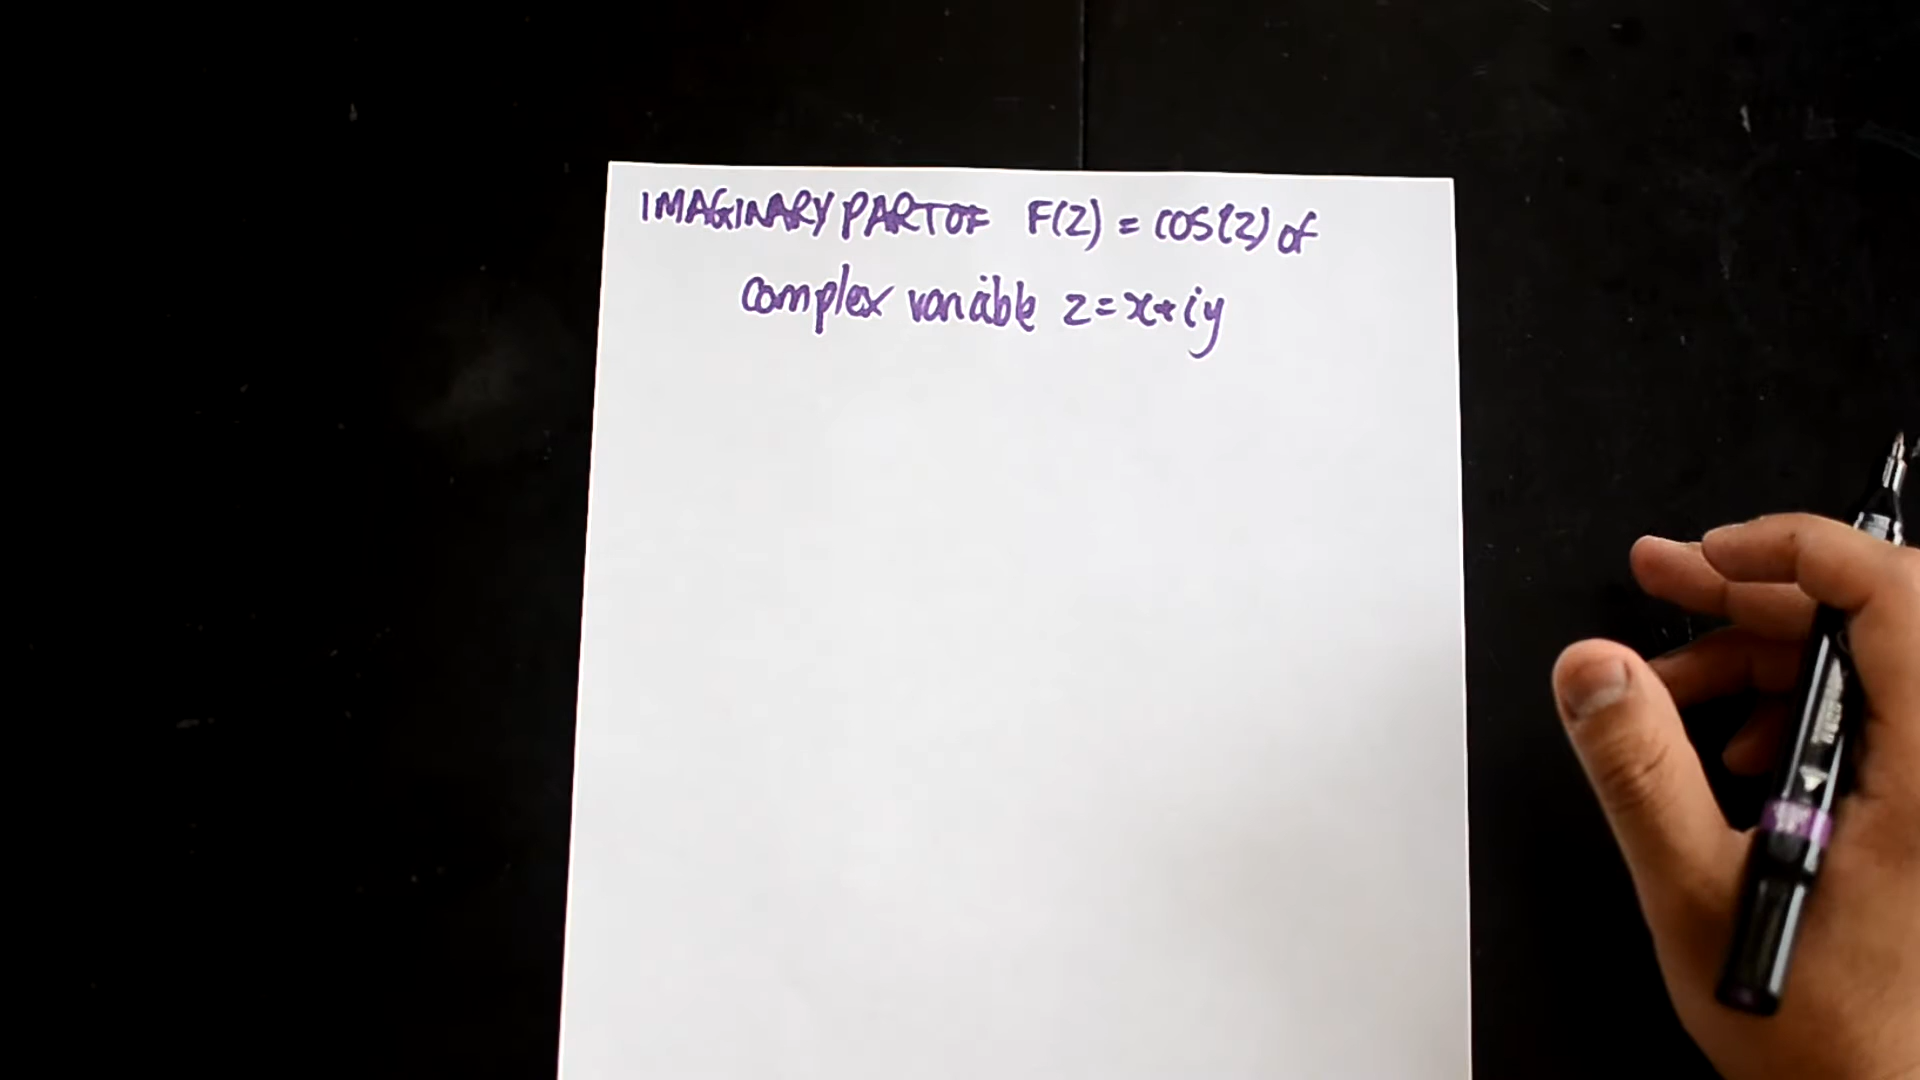 IMAGINARY PART OF F(Z) = COS(Z) of
complex variable z=x+iy